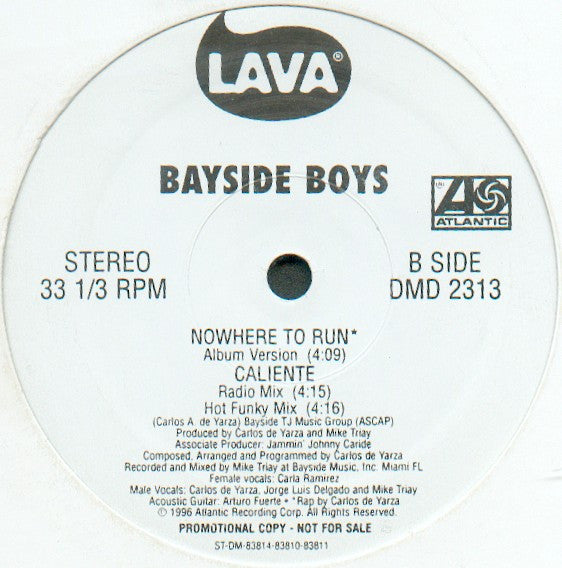 LAVA®
BAYSIDE BOYS
ATLANTIC
STEREO
33 1/3 RPM
B SIDE
DMD 2313
NOWHERE TO RUN*
Album Version (4:09)
CALIENTE
Radio Mix (4:15)
Hot Funky Mix (4:16)
(Carlos A. de Yarza) Bayside TJ Music Group (ASCAP)
Produced by Carlos de Yarza and Mike Triay
Associate Producer: Jammin' Johnny Caride
Composed, Arranged and Programmed by Carlos de Yarza
Recorded and Mixed by Mike Triay at Bayside Music, Inc. Miami FL
Female vocals: Carla Ramirez
Male Vocals: Carlos de Yarza, Jorge Luis Delgado and Mike Triay
Acoustic Guitar: Arturo Fuerte • *Rap by Carlos de Yarza
© 1996 Atlantic Recording Corp. All Rights Reserved.
PROMOTIONAL COPY - NOT FOR SALE
ST-DM-83814-83810-83811